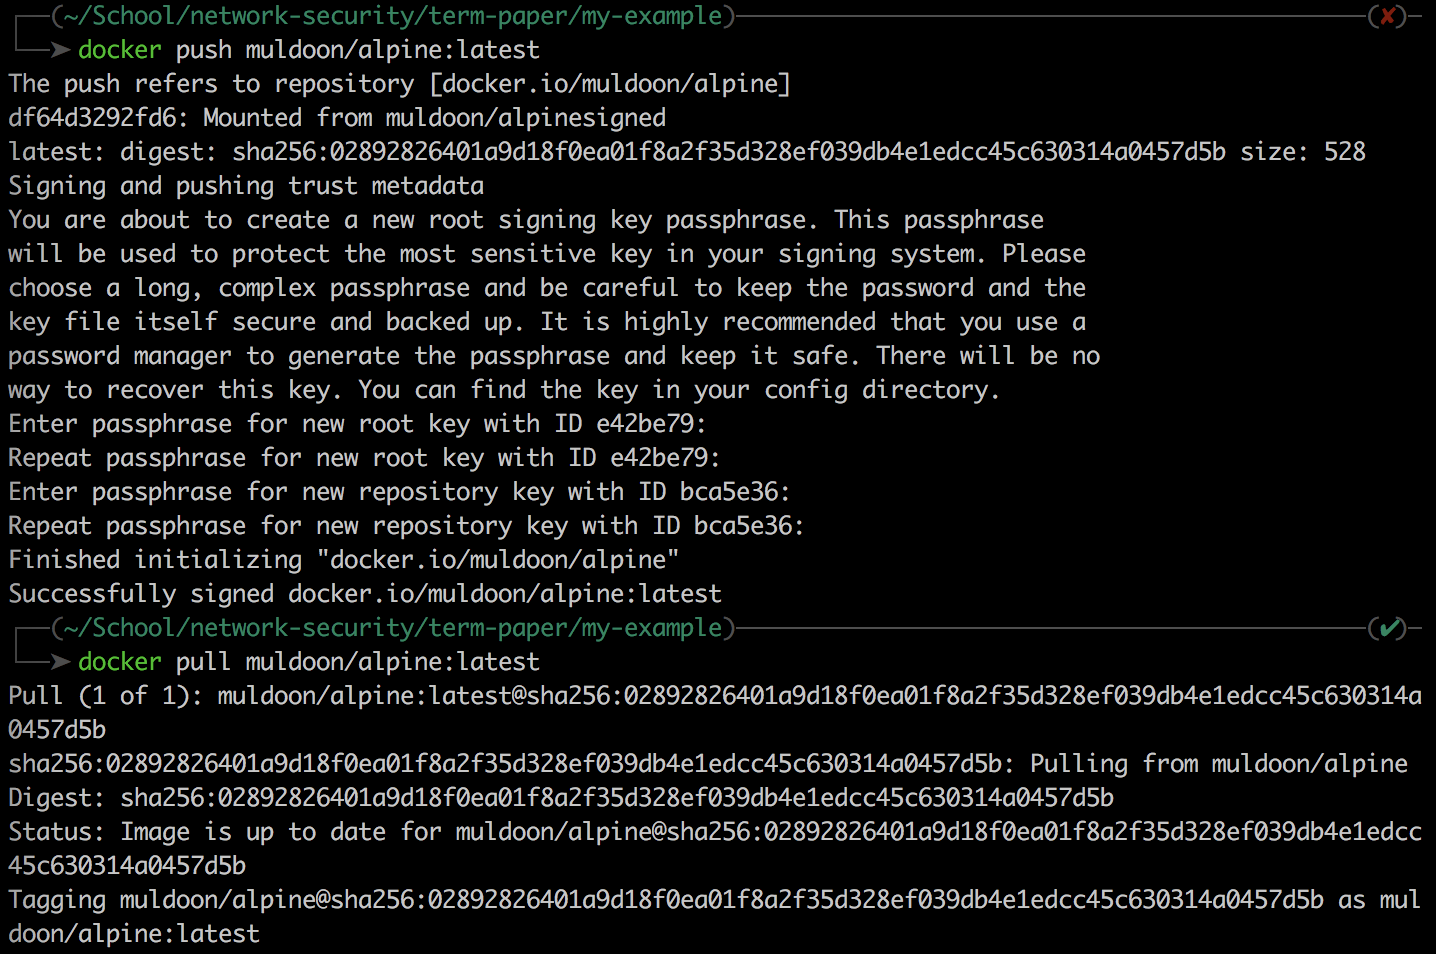 (~/School/network-security/term-paper/my-example) (✘)
➤ docker push muldoon/alpine:latest
The push refers to repository [docker.io/muldoon/alpine]
df64d3292fd6: Mounted from muldoon/alpinesigned
latest: digest: sha256:02892826401a9d18f0ea01f8a2f35d328ef039db4e1edcc45c630314a0457d5b size: 528
Signing and pushing trust metadata
You are about to create a new root signing key passphrase. This passphrase
will be used to protect the most sensitive key in your signing system. Please
choose a long, complex passphrase and be careful to keep the password and the
key file itself secure and backed up. It is highly recommended that you use a
password manager to generate the passphrase and keep it safe. There will be no
way to recover this key. You can find the key in your config directory.
Enter passphrase for new root key with ID e42be79:
Repeat passphrase for new root key with ID e42be79:
Enter passphrase for new repository key with ID bca5e36:
Repeat passphrase for new repository key with ID bca5e36:
Finished initializing "docker.io/muldoon/alpine"
Successfully signed docker.io/muldoon/alpine:latest
(~/School/network-security/term-paper/my-example) (✔)
➤ docker pull muldoon/alpine:latest
Pull (1 of 1): muldoon/alpine:latest@sha256:02892826401a9d18f0ea01f8a2f35d328ef039db4e1edcc45c630314a
0457d5b
sha256:02892826401a9d18f0ea01f8a2f35d328ef039db4e1edcc45c630314a0457d5b: Pulling from muldoon/alpine
Digest: sha256:02892826401a9d18f0ea01f8a2f35d328ef039db4e1edcc45c630314a0457d5b
Status: Image is up to date for muldoon/alpine@sha256:02892826401a9d18f0ea01f8a2f35d328ef039db4e1edcc
45c630314a0457d5b
Tagging muldoon/alpine@sha256:02892826401a9d18f0ea01f8a2f35d328ef039db4e1edcc45c630314a0457d5b as mul
doon/alpine:latest